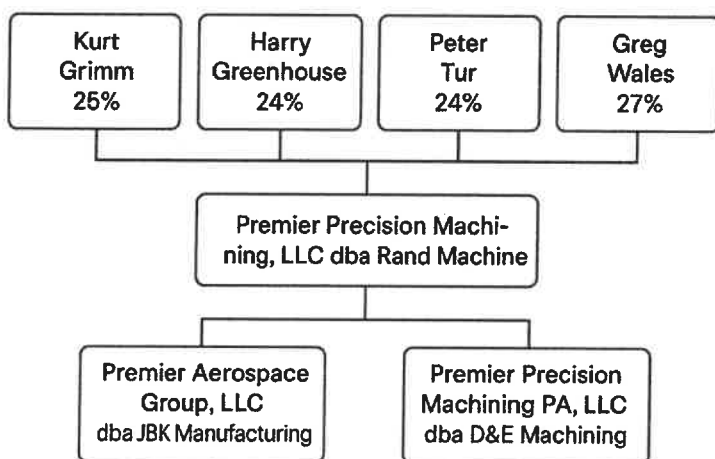 Kurt
Grimm
25%
Harry
Greenhouse
24%
Peter
Tur
24%
Greg
Wales
27%
Premier Precision Machi-
ning, LLC dba Rand Machine
Premier Aerospace
Group, LLC
dba JBK Manufacturing
Premier Precision
Machining PA, LLC
dba D&E Machining